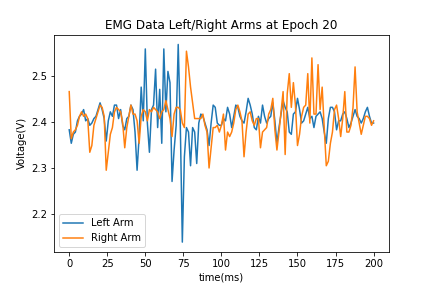 EMG Data Left/Right Arms at Epoch 20
Voltage(V)
2.5
2.4
2.3
2.2
Left Arm
Right Arm
0 25 50 75 100 125 150 175 200
time(ms)